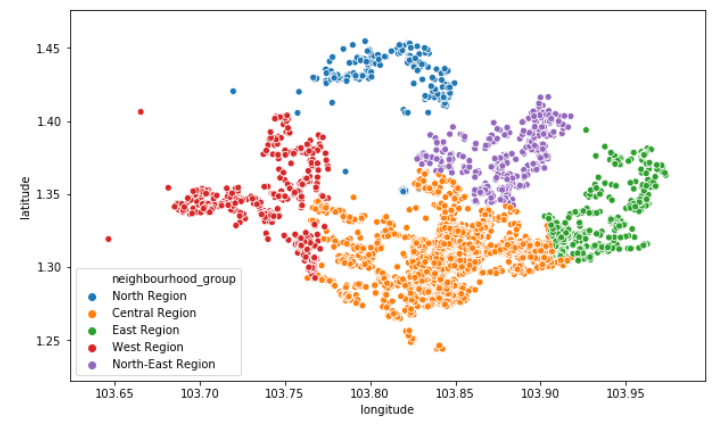 1.45
1.40
1.35
1.30
1.25
latitude
neighbourhood_group
North Region
Central Region
East Region
West Region
North-East Region
103.65 103.70 103.75 103.80 103.85 103.90 103.95
longitude